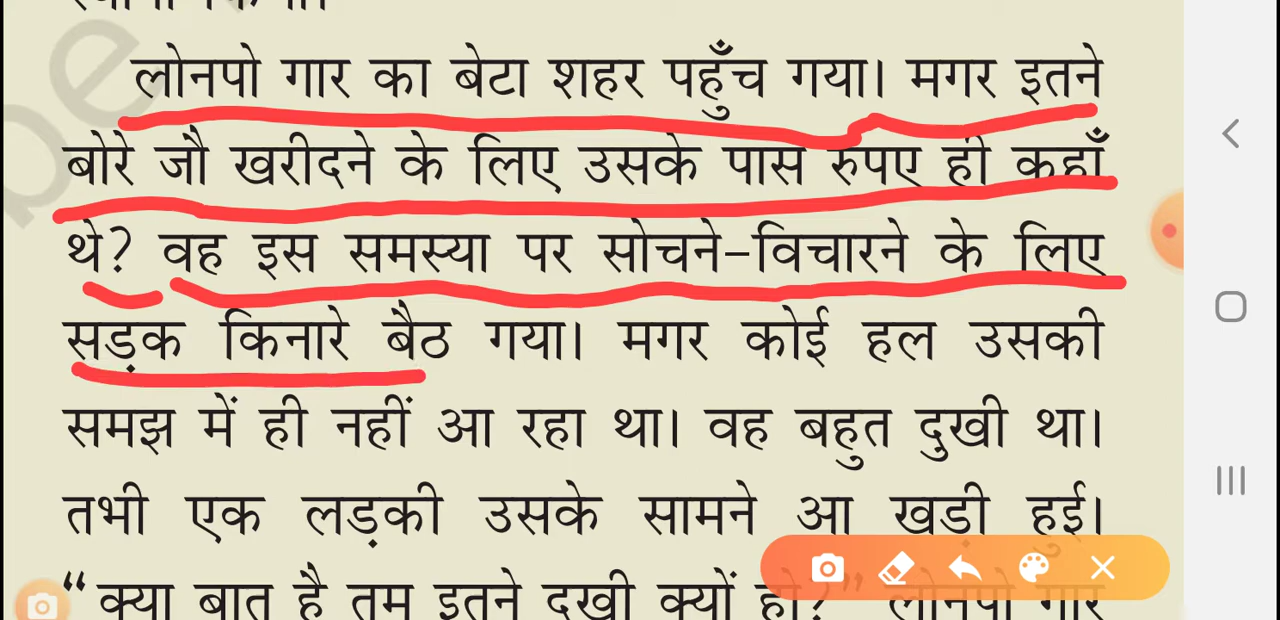 लोनपो गार का बेटा शहर पहुँच गया। मगर इतने
बोरे जौ खरीदने के लिए उसके पास रुपए ही कहाँ
थे? वह इस समस्या पर सोचने-विचारने के लिए
सड़क किनारे बैठ गया। मगर कोई हल उसकी
समझ में ही नहीं आ रहा था। वह बहुत दुखी था।
तभी एक लड़की उसके सामने आ खड़ी हुई।
“क्या बात है तुम इतने दुखी क्यों हो?” लोनपो गार